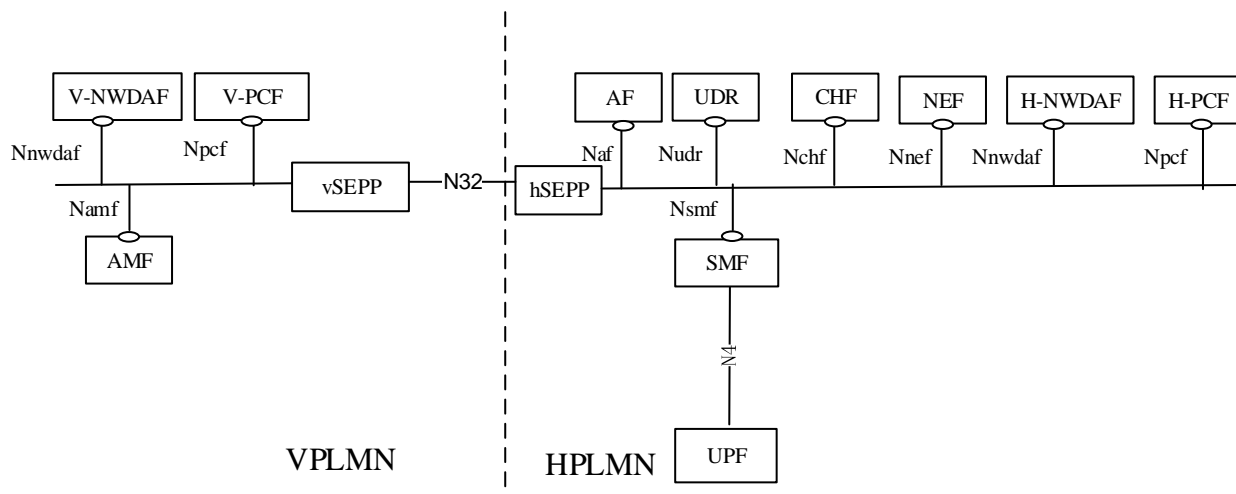 V-NWDAF
V-PCF
AF
UDR
CHF
NEF
H-NWDAF
H-PCF
Nnwdaf
Npcf
Naf
Nudr
Nchf
Nnef
Nnwdaf
Npcf
vSEPP
N32
hSEPP
Namf
Nsmf
AMF
SMF
N4
UPF
VPLMN
HPLMN